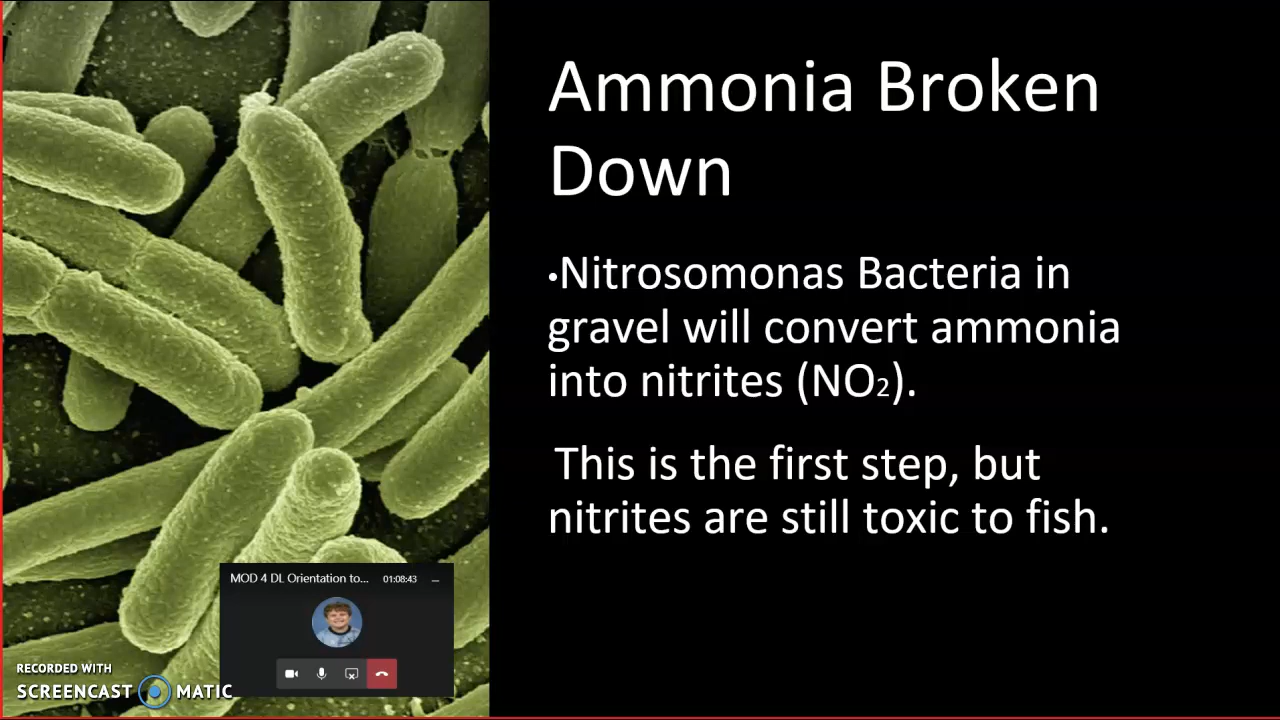 Ammonia Broken
Down
•Nitrosomonas Bacteria in
gravel will convert ammonia
into nitrites (NO₂).
This is the first step, but
nitrites are still toxic to fish.
MOD 4 DL Orientation to... 01:08:43
RECORDED WITH
SCREENCAST MATIC